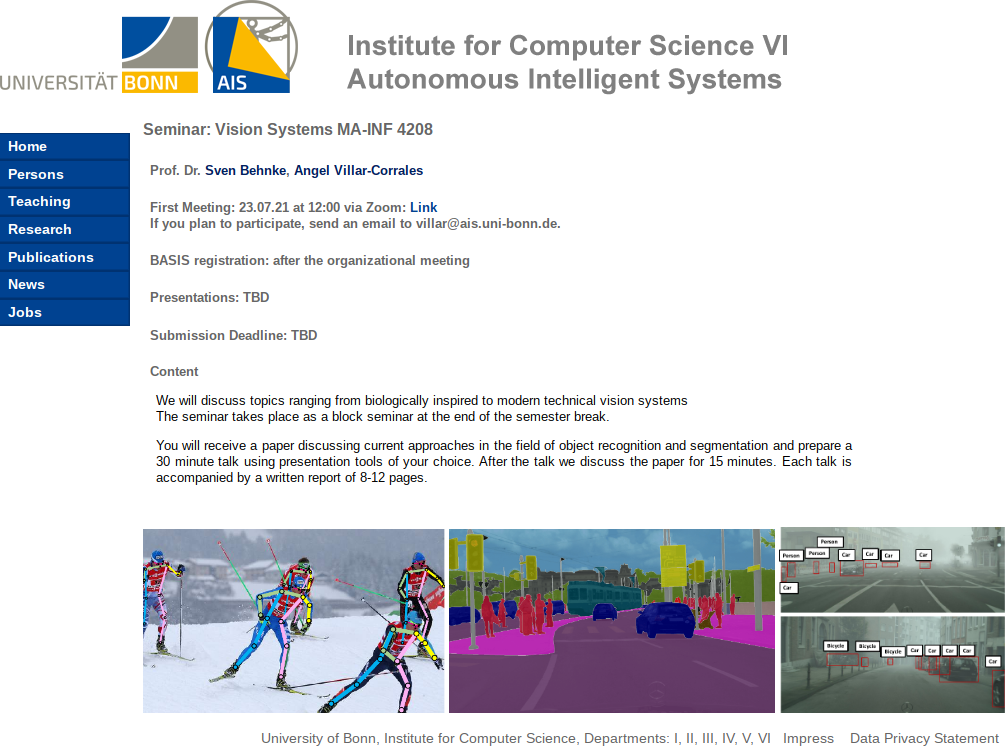 UNIVERSITÄT BONN
AIS
Institute for Computer Science VI
Autonomous Intelligent Systems
Home
Persons
Teaching
Research
Publications
News
Jobs
Seminar: Vision Systems MA-INF 4208
Prof. Dr. Sven Behnke, Angel Villar-Corrales
First Meeting: 23.07.21 at 12:00 via Zoom: Link
If you plan to participate, send an email to villar@ais.uni-bonn.de.
BASIS registration: after the organizational meeting
Presentations: TBD
Submission Deadline: TBD
Content
We will discuss topics ranging from biologically inspired to modern technical vision systems
The seminar takes place as a block seminar at the end of the semester break.
You will receive a paper discussing current approaches in the field of object recognition and segmentation and prepare a
30 minute talk using presentation tools of your choice. After the talk we discuss the paper for 15 minutes. Each talk is
accompanied by a written report of 8-12 pages.
Person
Person Person Car Car Car Car
Car
Bicycle Bicycle Bicycle Car Car Car Car
Car
University of Bonn, Institute for Computer Science, Departments: I, II, III, IV, V, VI Impress Data Privacy Statement